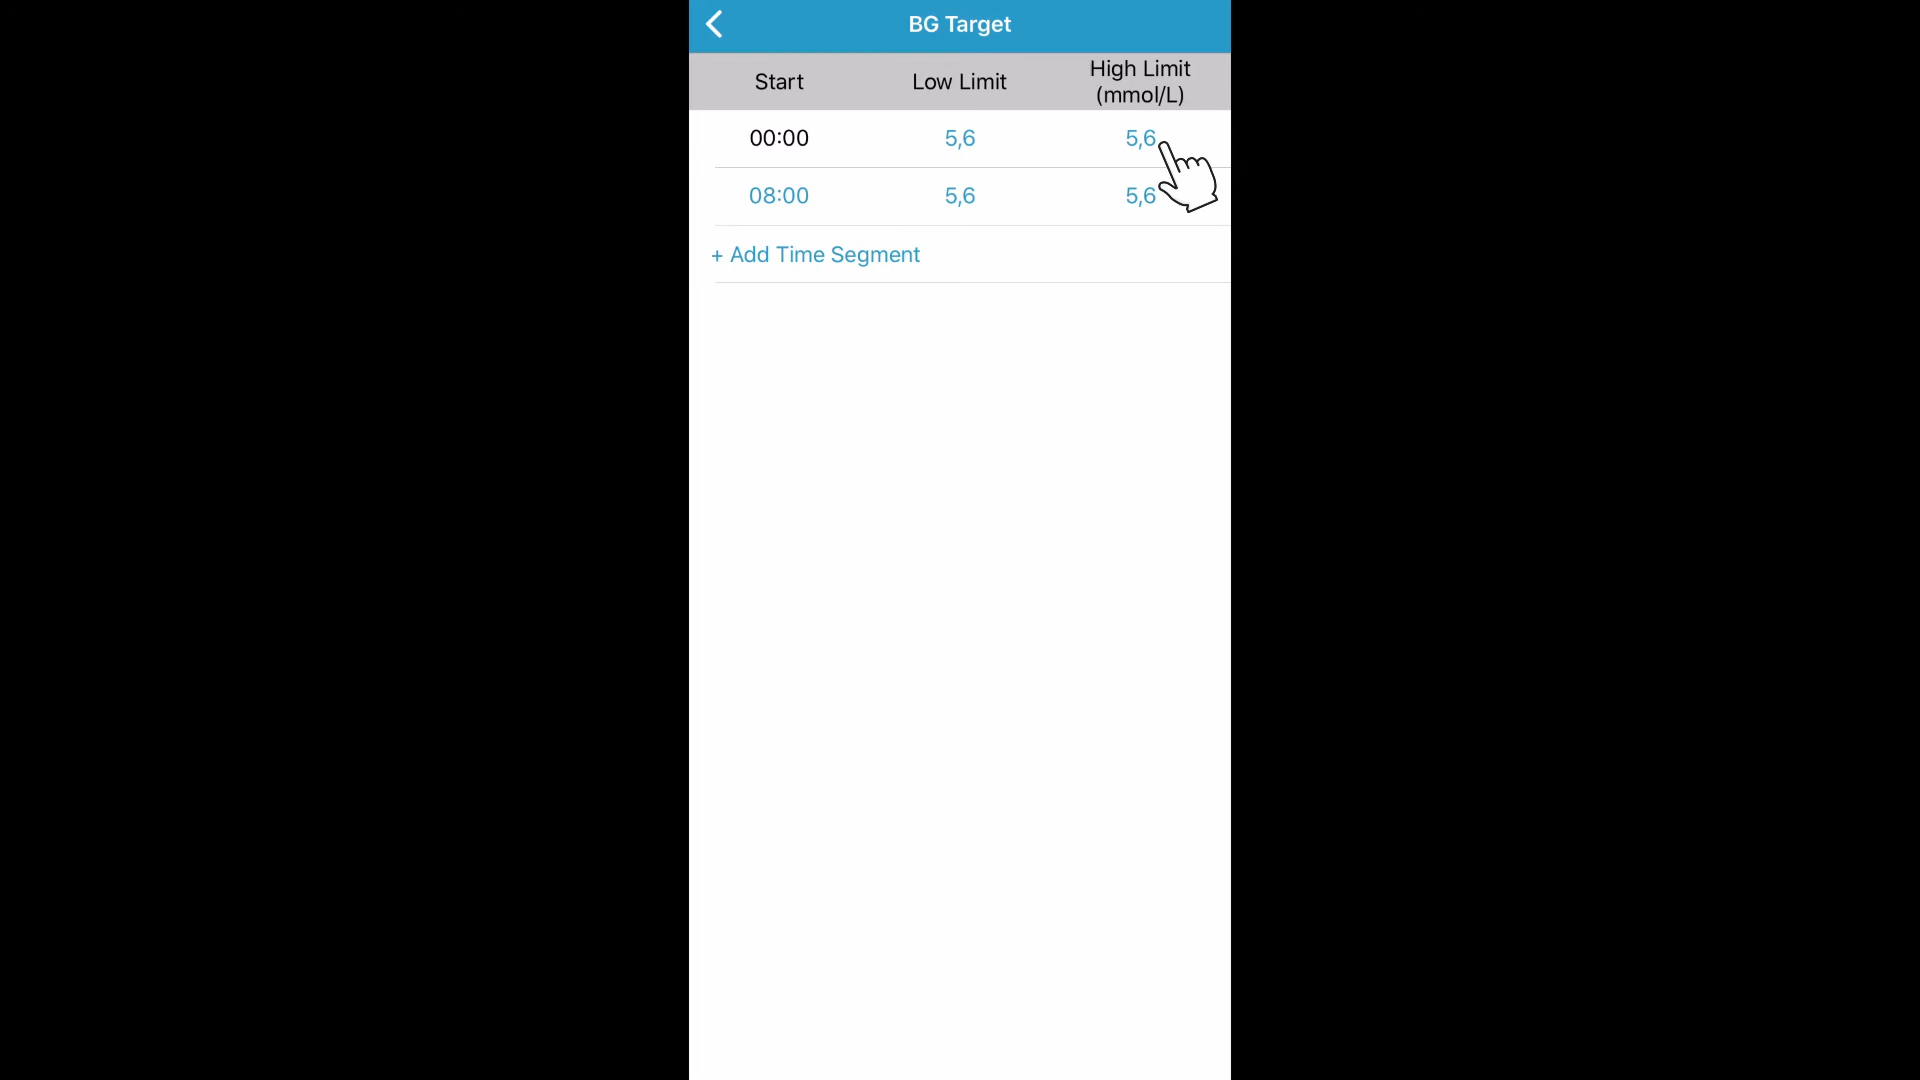 BG Target
Start Low Limit High Limit
(mmol/L)
00:00 5,6 5,6
08:00 5,6 5,6
+ Add Time Segment